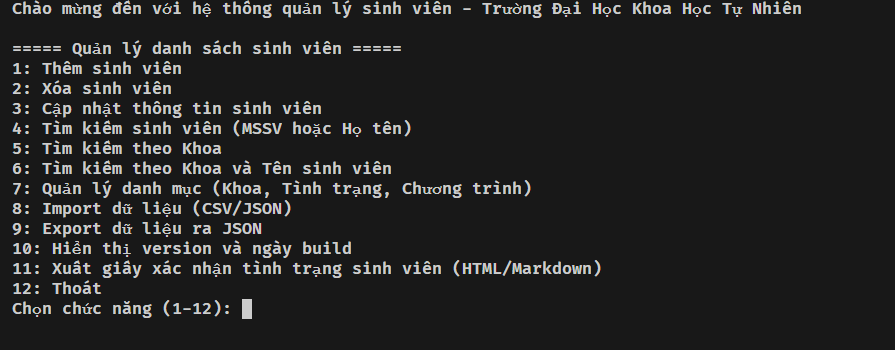 Chào mừng đến với hệ thống quản lý sinh viên - Trường Đại Học Khoa Học Tự Nhiên
===== Quản lý danh sách sinh viên =====
1: Thêm sinh viên
2: Xóa sinh viên
3: Cập nhật thông tin sinh viên
4: Tìm kiếm sinh viên (MSSV hoặc Họ tên)
5: Tìm kiếm theo Khoa
6: Tìm kiếm theo Khoa và Tên sinh viên
7: Quản lý danh mục (Khoa, Tình trạng, Chương trình)
8: Import dữ liệu (CSV/JSON)
9: Export dữ liệu ra JSON
10: Hiển thị version và ngày build
11: Xuất giấy xác nhận tình trạng sinh viên (HTML/Markdown)
12: Thoát
Chọn chức năng (1-12):